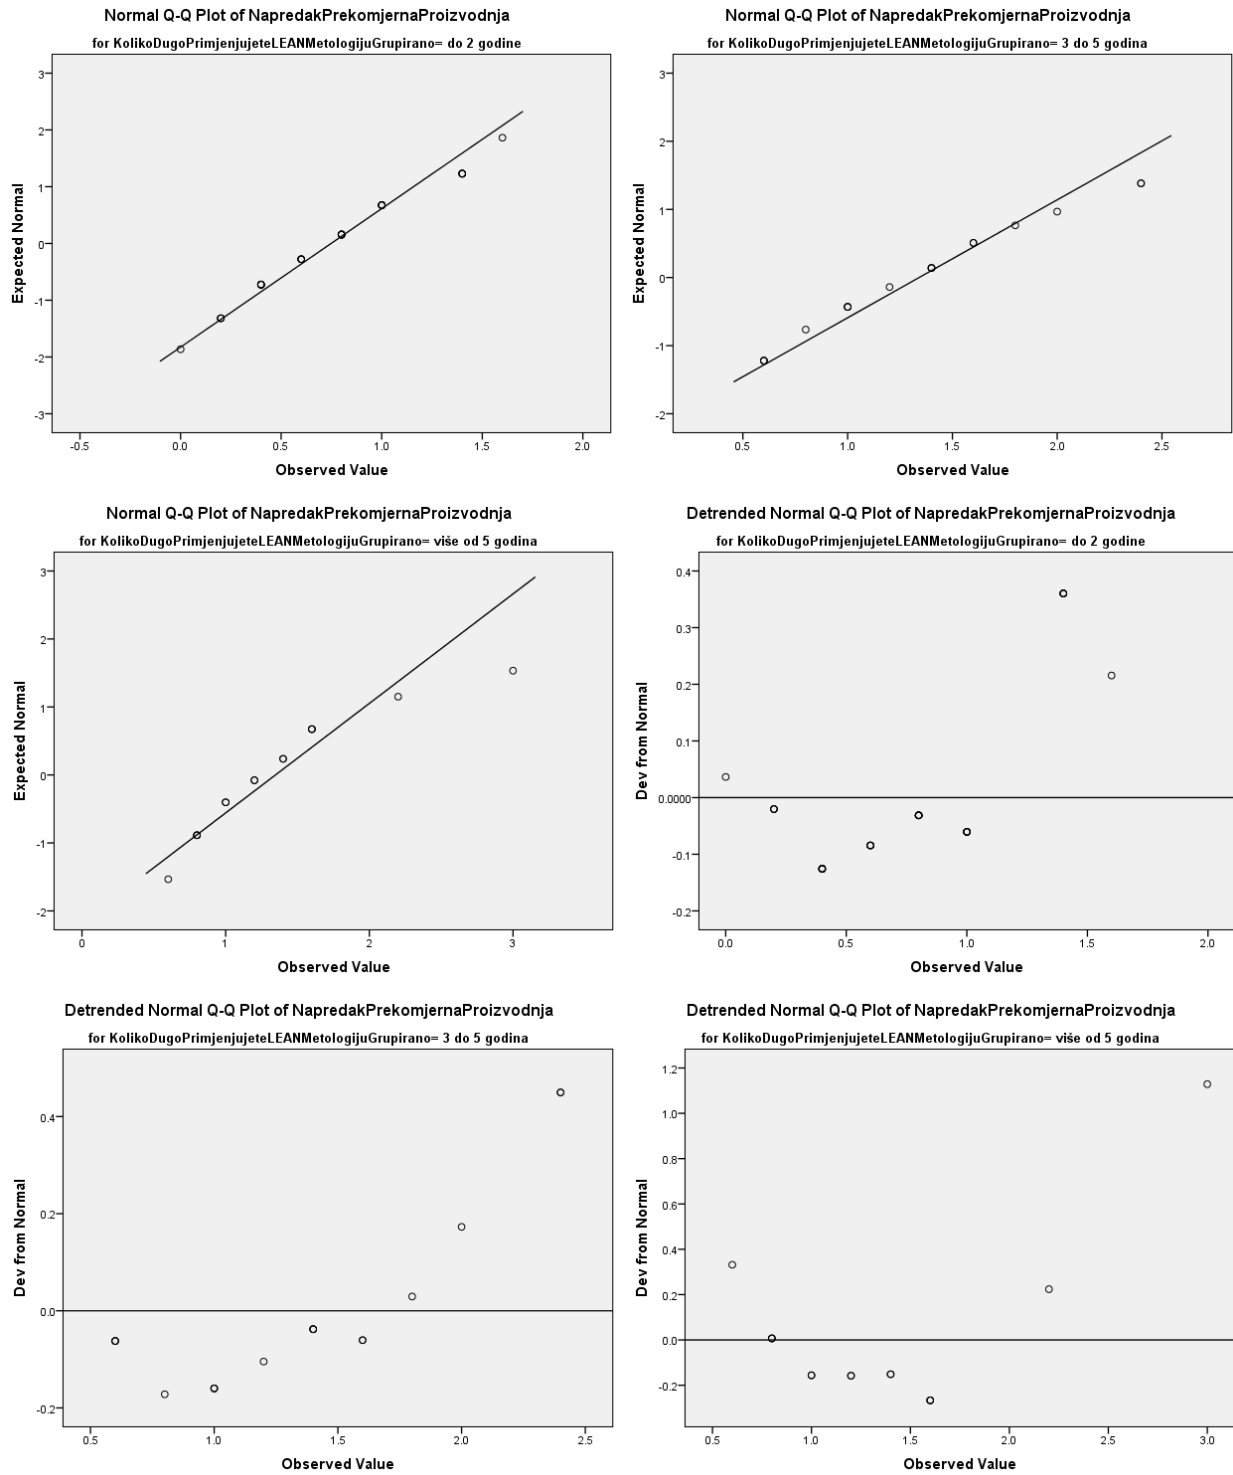 Normal Q-Q Plot of NapredakPrekomjernaProizvodnja
for KolikoDugoPrimjenjujeteLEANMetologijuGrupirano= do 2 godine
3
2
1
0
-1
-2
-3
Expected Normal
-0.5 0.0 0.5 1.0 1.5 2.0
Observed Value
Normal Q-Q Plot of NapredakPrekomjernaProizvodnja
for KolikoDugoPrimjenjujeteLEANMetologijuGrupirano= 3 do 5 godina
3
2
1
0
-1
-2
Expected Normal
0.5 1.0 1.5 2.0 2.5
Observed Value
Normal Q-Q Plot of NapredakPrekomjernaProizvodnja
for KolikoDugoPrimjenjujeteLEANMetologijuGrupirano= više od 5 godina
3
2
1
0
-1
-2
Expected Normal
0 1 2 3
Observed Value
Detrended Normal Q-Q Plot of NapredakPrekomjernaProizvodnja
for KolikoDugoPrimjenjujeteLEANMetologijuGrupirano= do 2 godine
0.4
0.3
0.2
0.1
0.0000
-0.1
-0.2
Dev from Normal
0.0 0.5 1.0 1.5 2.0
Observed Value
Detrended Normal Q-Q Plot of NapredakPrekomjernaProizvodnja
for KolikoDugoPrimjenjujeteLEANMetologijuGrupirano= 3 do 5 godina
0.4
0.2
0.0
-0.2
Dev from Normal
0.5 1.0 1.5 2.0 2.5
Observed Value
Detrended Normal Q-Q Plot of NapredakPrekomjernaProizvodnja
for KolikoDugoPrimjenjujeteLEANMetologijuGrupirano= više od 5 godina
1.2
1.0
0.8
0.6
0.4
0.2
0.0
-0.2
Dev from Normal
0.5 1.0 1.5 2.0 2.5 3.0
Observed Value